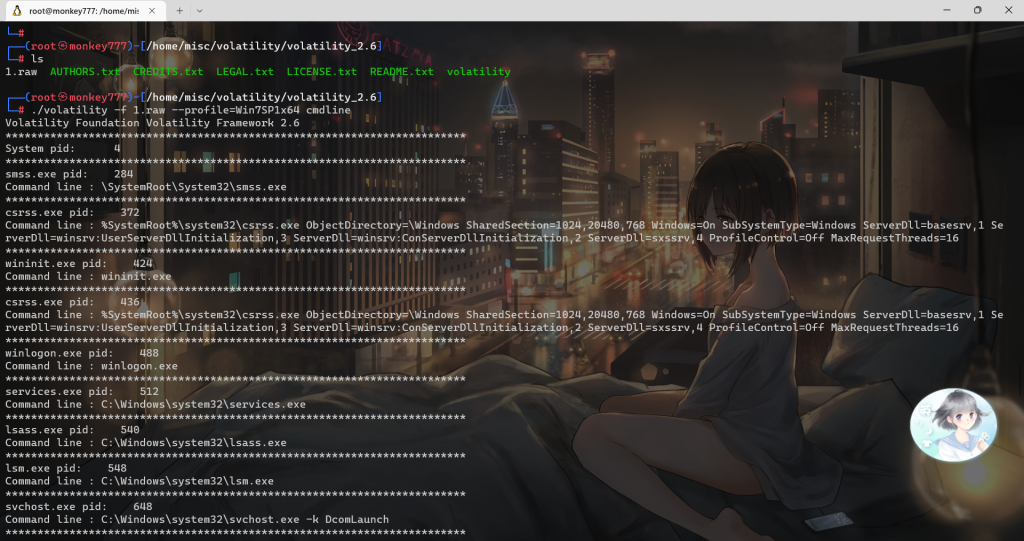 root@monkey777: /home/mis
└─#
┌──(root㉿monkey777)-[/home/misc/volatility/volatility_2.6]
└─# ls
1.raw  AUTHORS.txt  CREDITS.txt  LEGAL.txt  LICENSE.txt  README.txt  volatility
┌──(root㉿monkey777)-[/home/misc/volatility/volatility_2.6]
└─# ./volatility -f 1.raw --profile=Win7SP1x64 cmdline
Volatility Foundation Volatility Framework 2.6
************************************************************************
System pid:      4
************************************************************************
smss.exe pid:    284
Command line : \SystemRoot\System32\smss.exe
************************************************************************
csrss.exe pid:    372
Command line : %SystemRoot%\system32\csrss.exe ObjectDirectory=\Windows SharedSection=1024,20480,768 Windows=On SubSystemType=Windows ServerDll=basesrv,1 Se
rverDll=winsrv:UserServerDllInitialization,3 ServerDll=winsrv:ConServerDllInitialization,2 ServerDll=sxssrv,4 ProfileControl=Off MaxRequestThreads=16
************************************************************************
wininit.exe pid:    424
Command line : wininit.exe
************************************************************************
csrss.exe pid:    436
Command line : %SystemRoot%\system32\csrss.exe ObjectDirectory=\Windows SharedSection=1024,20480,768 Windows=On SubSystemType=Windows ServerDll=basesrv,1 Se
rverDll=winsrv:UserServerDllInitialization,3 ServerDll=winsrv:ConServerDllInitialization,2 ServerDll=sxssrv,4 ProfileControl=Off MaxRequestThreads=16
************************************************************************
winlogon.exe pid:    488
Command line : winlogon.exe
************************************************************************
services.exe pid:    512
Command line : C:\Windows\system32\services.exe
************************************************************************
lsass.exe pid:    540
Command line : C:\Windows\system32\lsass.exe
************************************************************************
lsm.exe pid:    548
Command line : C:\Windows\system32\lsm.exe
************************************************************************
svchost.exe pid:    648
Command line : C:\Windows\system32\svchost.exe -k DcomLaunch
************************************************************************